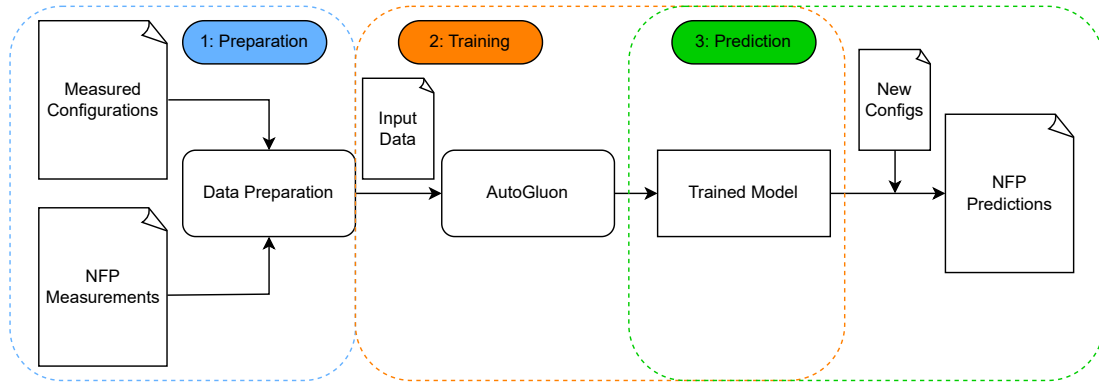 1: Preparation
2: Training
3: Prediction
Measured
Configurations
Input
Data
New
Configs
Data Preparation
AutoGluon
Trained Model
NFP
Predictions
NFP
Measurements